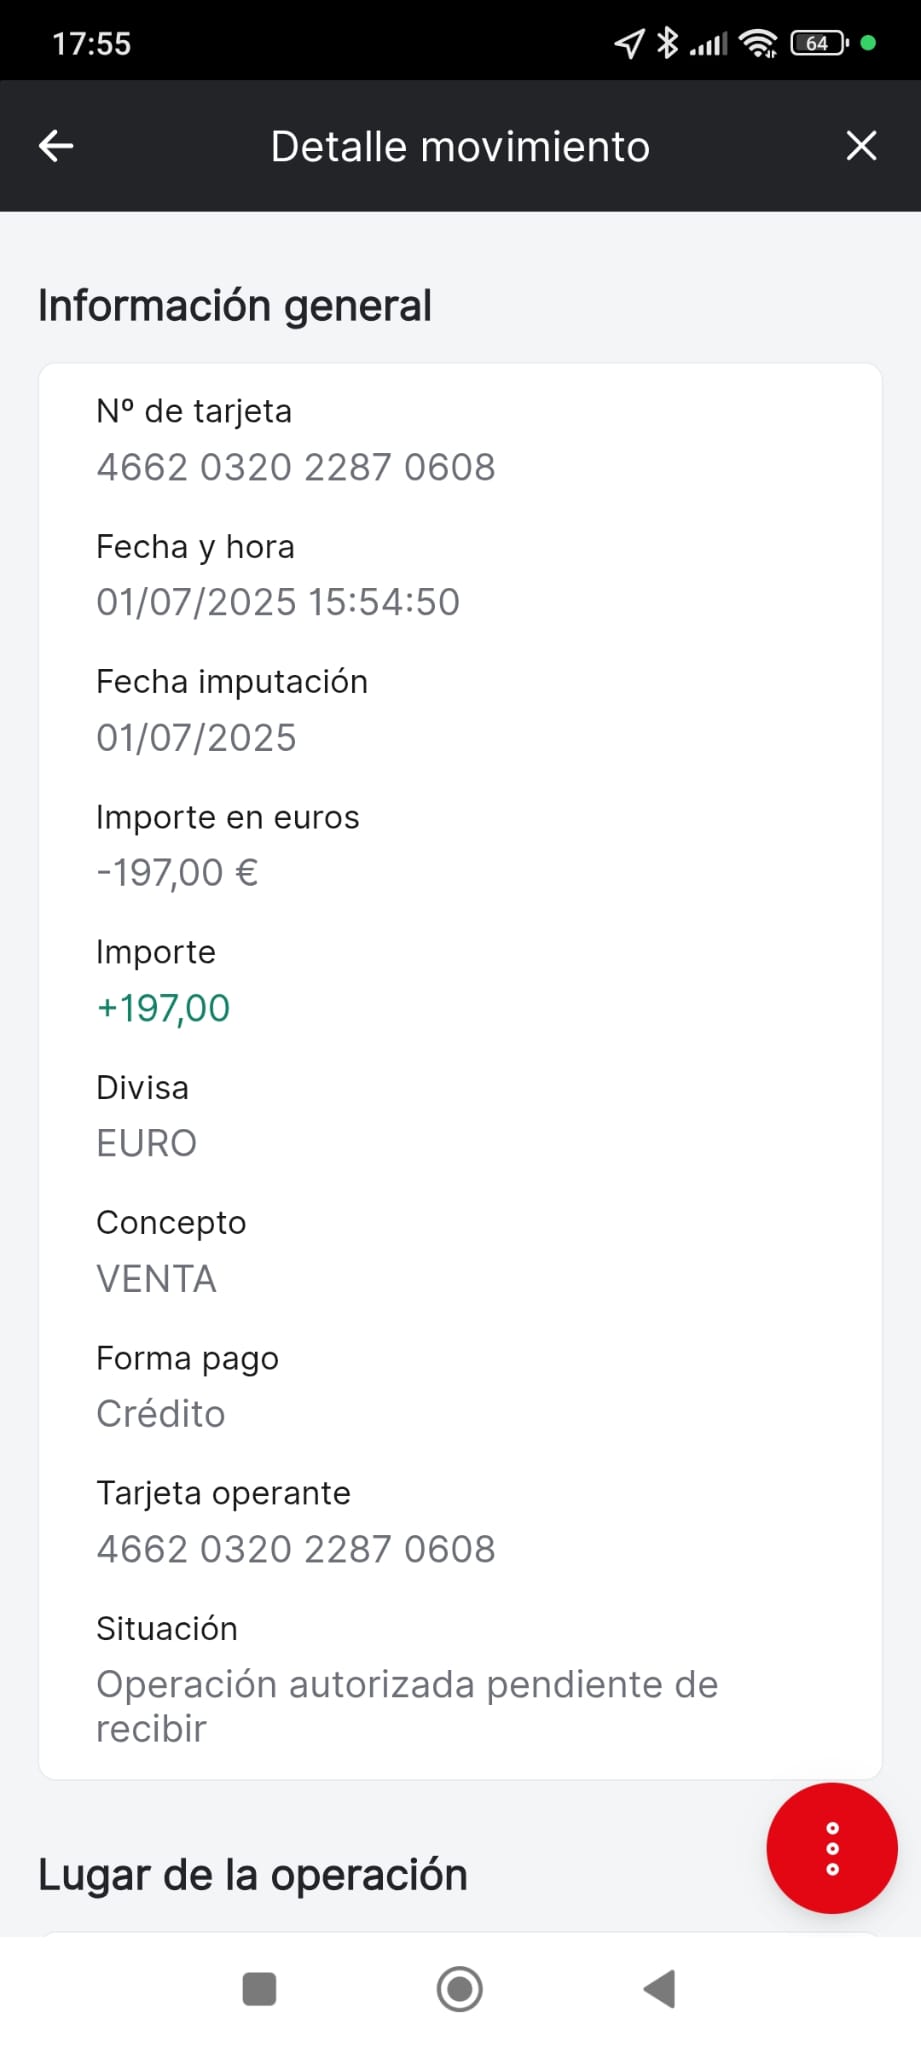 17:55
64
Detalle movimiento
Información general
Nº de tarjeta
4662 0320 2287 0608
Fecha y hora
01/07/2025 15:54:50
Fecha imputación
01/07/2025
Importe en euros
-197,00 €
Importe
+197,00
Divisa
EURO
Concepto
VENTA
Forma pago
Crédito
Tarjeta operante
4662 0320 2287 0608
Situación
Operación autorizada pendiente de
recibir
Lugar de la operación